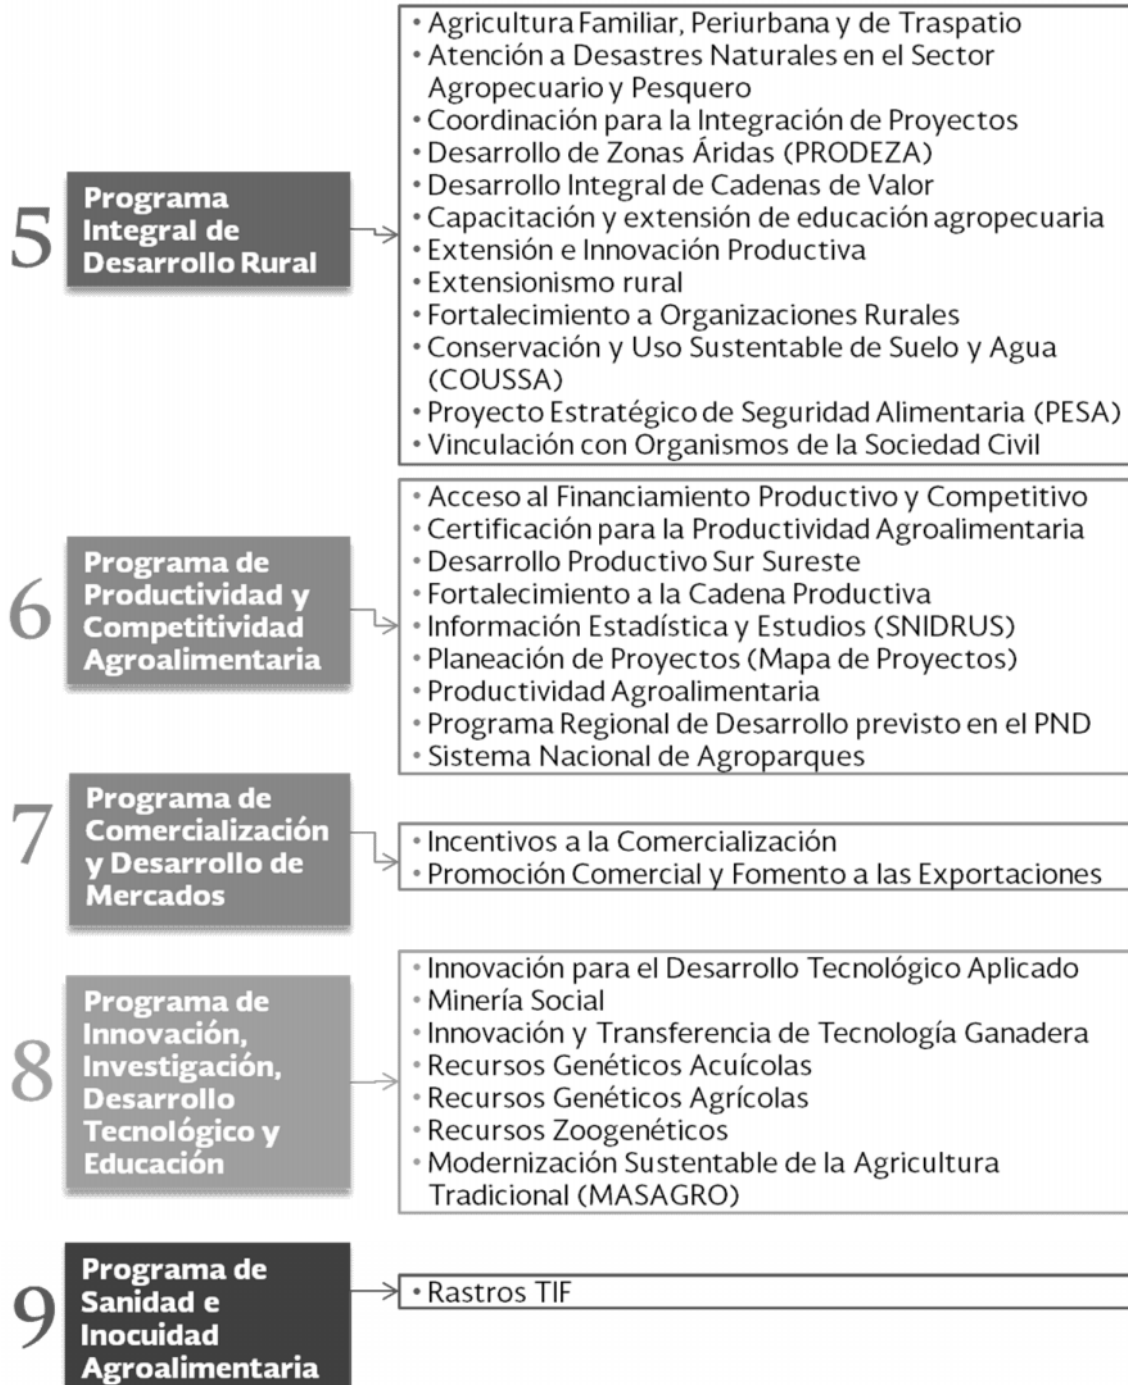 5
Programa
Integral de
Desarrollo Rural
• Agricultura Familiar, Periurbana y de Traspatio
• Atención a Desastres Naturales en el Sector
Agropecuario y Pesquero
• Coordinación para la Integración de Proyectos
• Desarrollo de Zonas Áridas (PRODEZA)
• Desarrollo Integral de Cadenas de Valor
• Capacitación y extensión de educación agropecuaria
• Extensión e Innovación Productiva
• Extensionismo rural
• Fortalecimiento a Organizaciones Rurales
• Conservación y Uso Sustentable de Suelo y Agua
(COUSSA)
• Proyecto Estratégico de Seguridad Alimentaria (PESA)
• Vinculación con Organismos de la Sociedad Civil
6
Programa de
Productividad y
Competitividad
Agroalimentaria
• Acceso al Financiamiento Productivo y Competitivo
• Certificación para la Productividad Agroalimentaria
• Desarrollo Productivo Sur Sureste
• Fortalecimiento a la Cadena Productiva
• Información Estadística y Estudios (SNIDRUS)
• Planeación de Proyectos (Mapa de Proyectos)
• Productividad Agroalimentaria
• Programa Regional de Desarrollo previsto en el PND
• Sistema Nacional de Agroparques
7
Programa de
Comercialización
y Desarrollo de
Mercados
• Incentivos a la Comercialización
• Promoción Comercial y Fomento a las Exportaciones
8
Programa de
Innovación,
Investigación,
Desarrollo
Tecnológico y
Educación
• Innovación para el Desarrollo Tecnológico Aplicado
• Minería Social
• Innovación y Transferencia de Tecnología Ganadera
• Recursos Genéticos Acuícolas
• Recursos Genéticos Agrícolas
• Recursos Zoogenéticos
• Modernización Sustentable de la Agricultura
Tradicional (MASAGRO)
9
Programa de
Sanidad e
Inocuidad
Agroalimentaria
• Rastros TIF